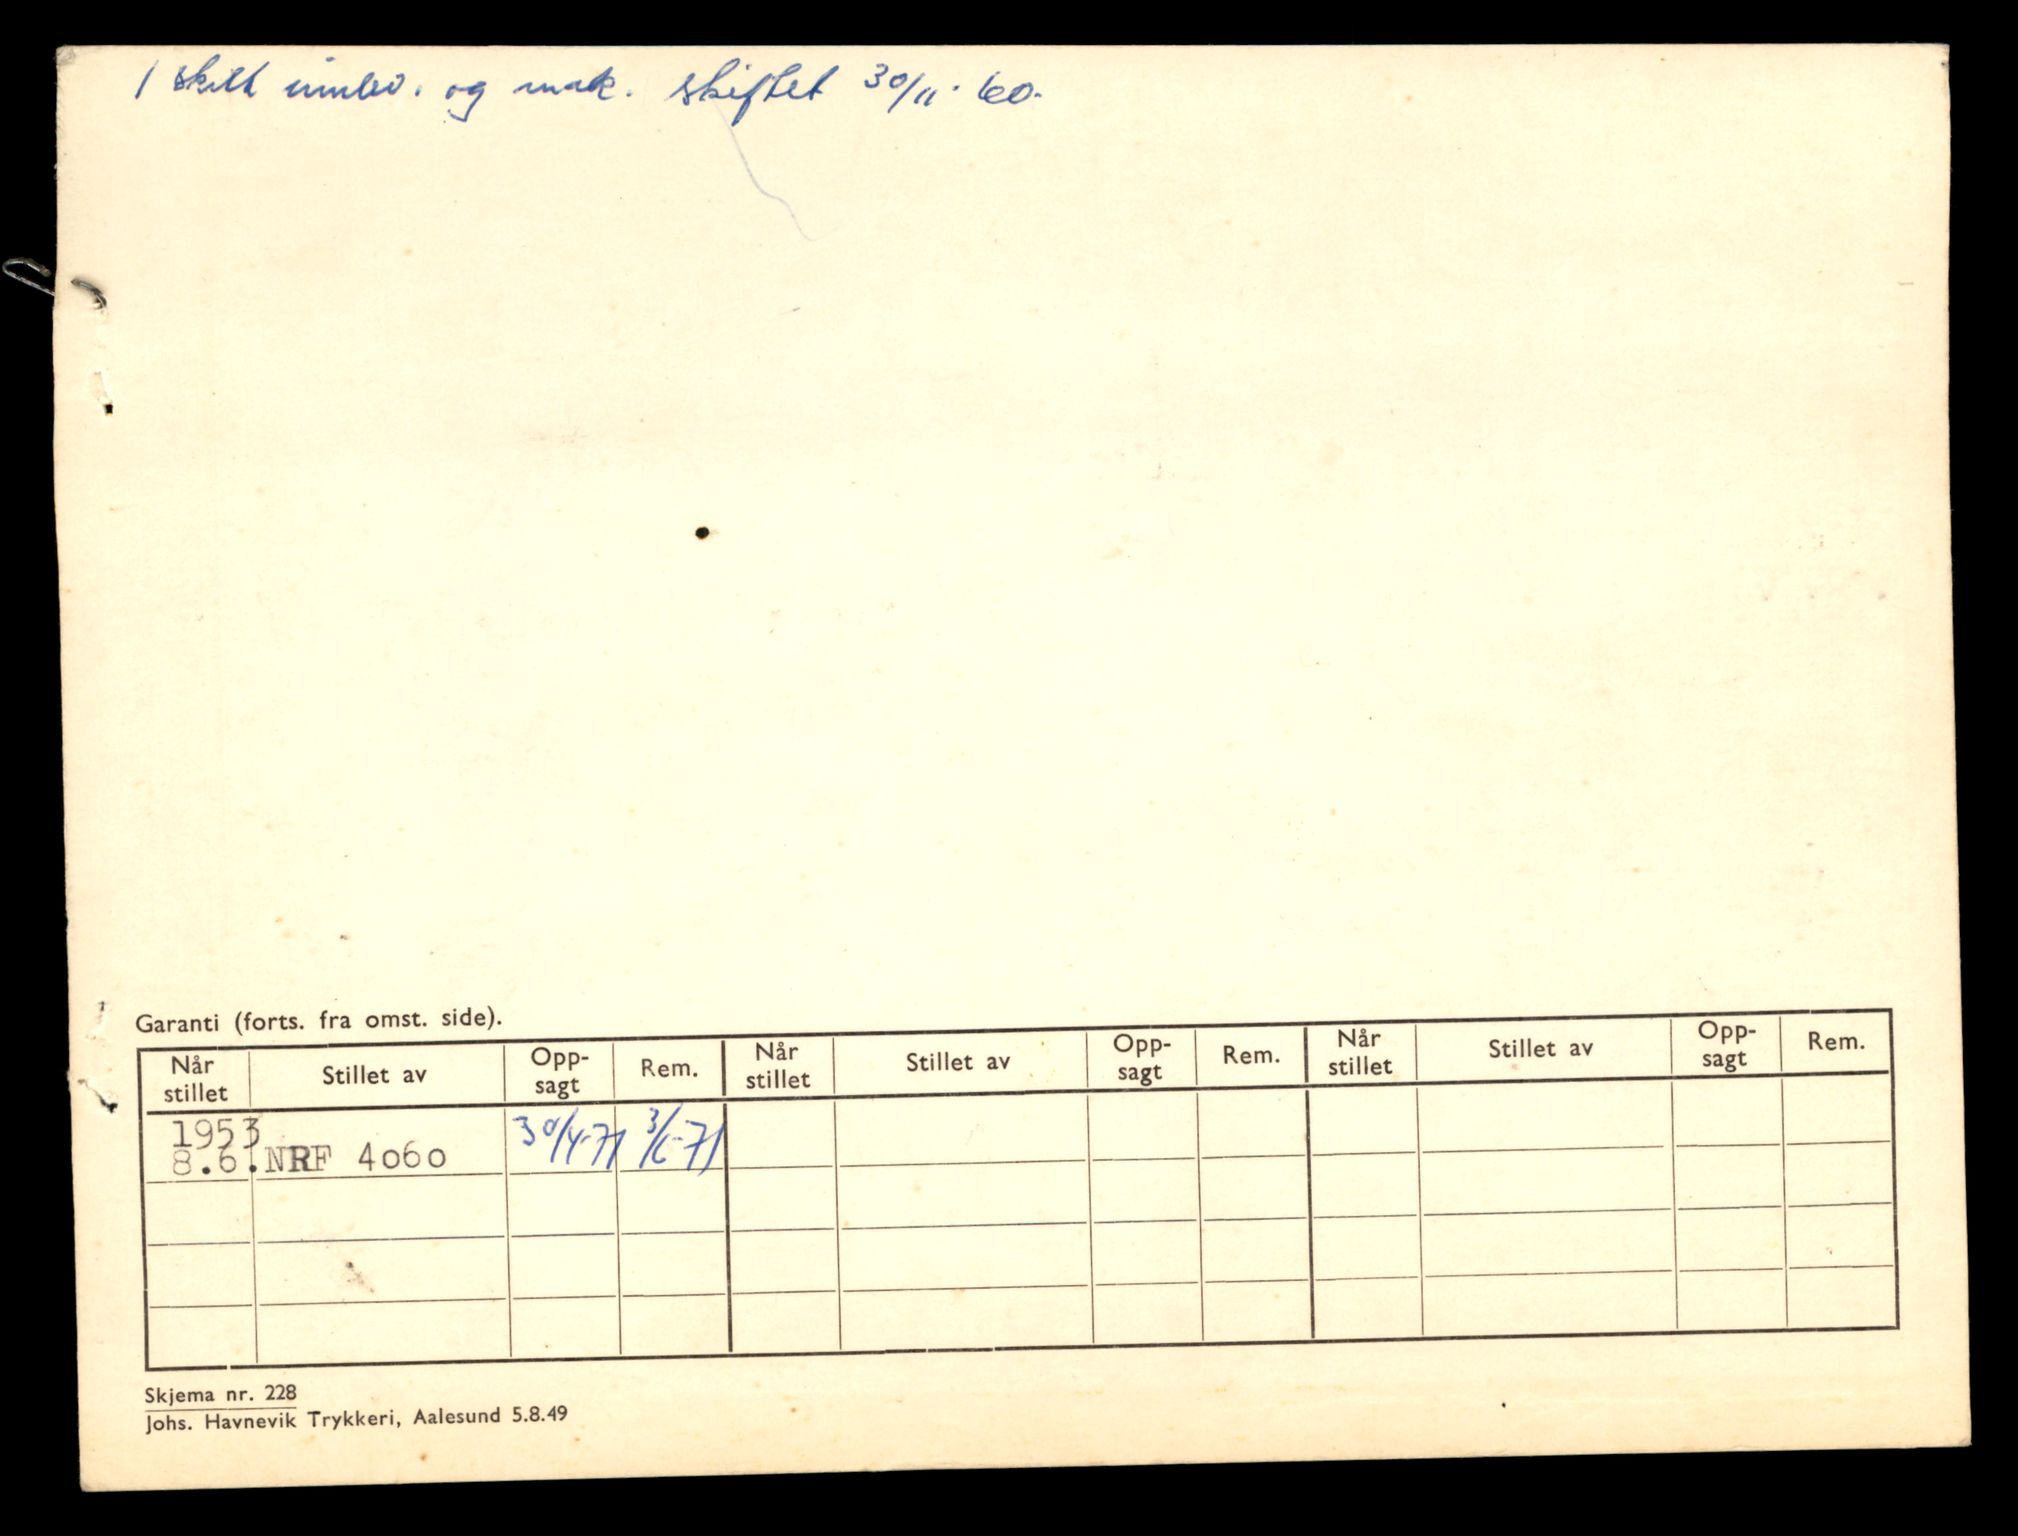 1 skilt innlev. og mak. skiftet 30/11-60.
Garanti (forts. fra omst. side).
Når stillet Stillet av Opp-sagt Rem. Når stillet Stillet av Opp-sagt Rem. Når stillet Stillet av Opp-sagt Rem.
1953
8.6. NRF 4060 30/4-71 3/5-71
Skjema nr. 228
Johs. Havnevik Trykkeri, Aalesund 5.8.49